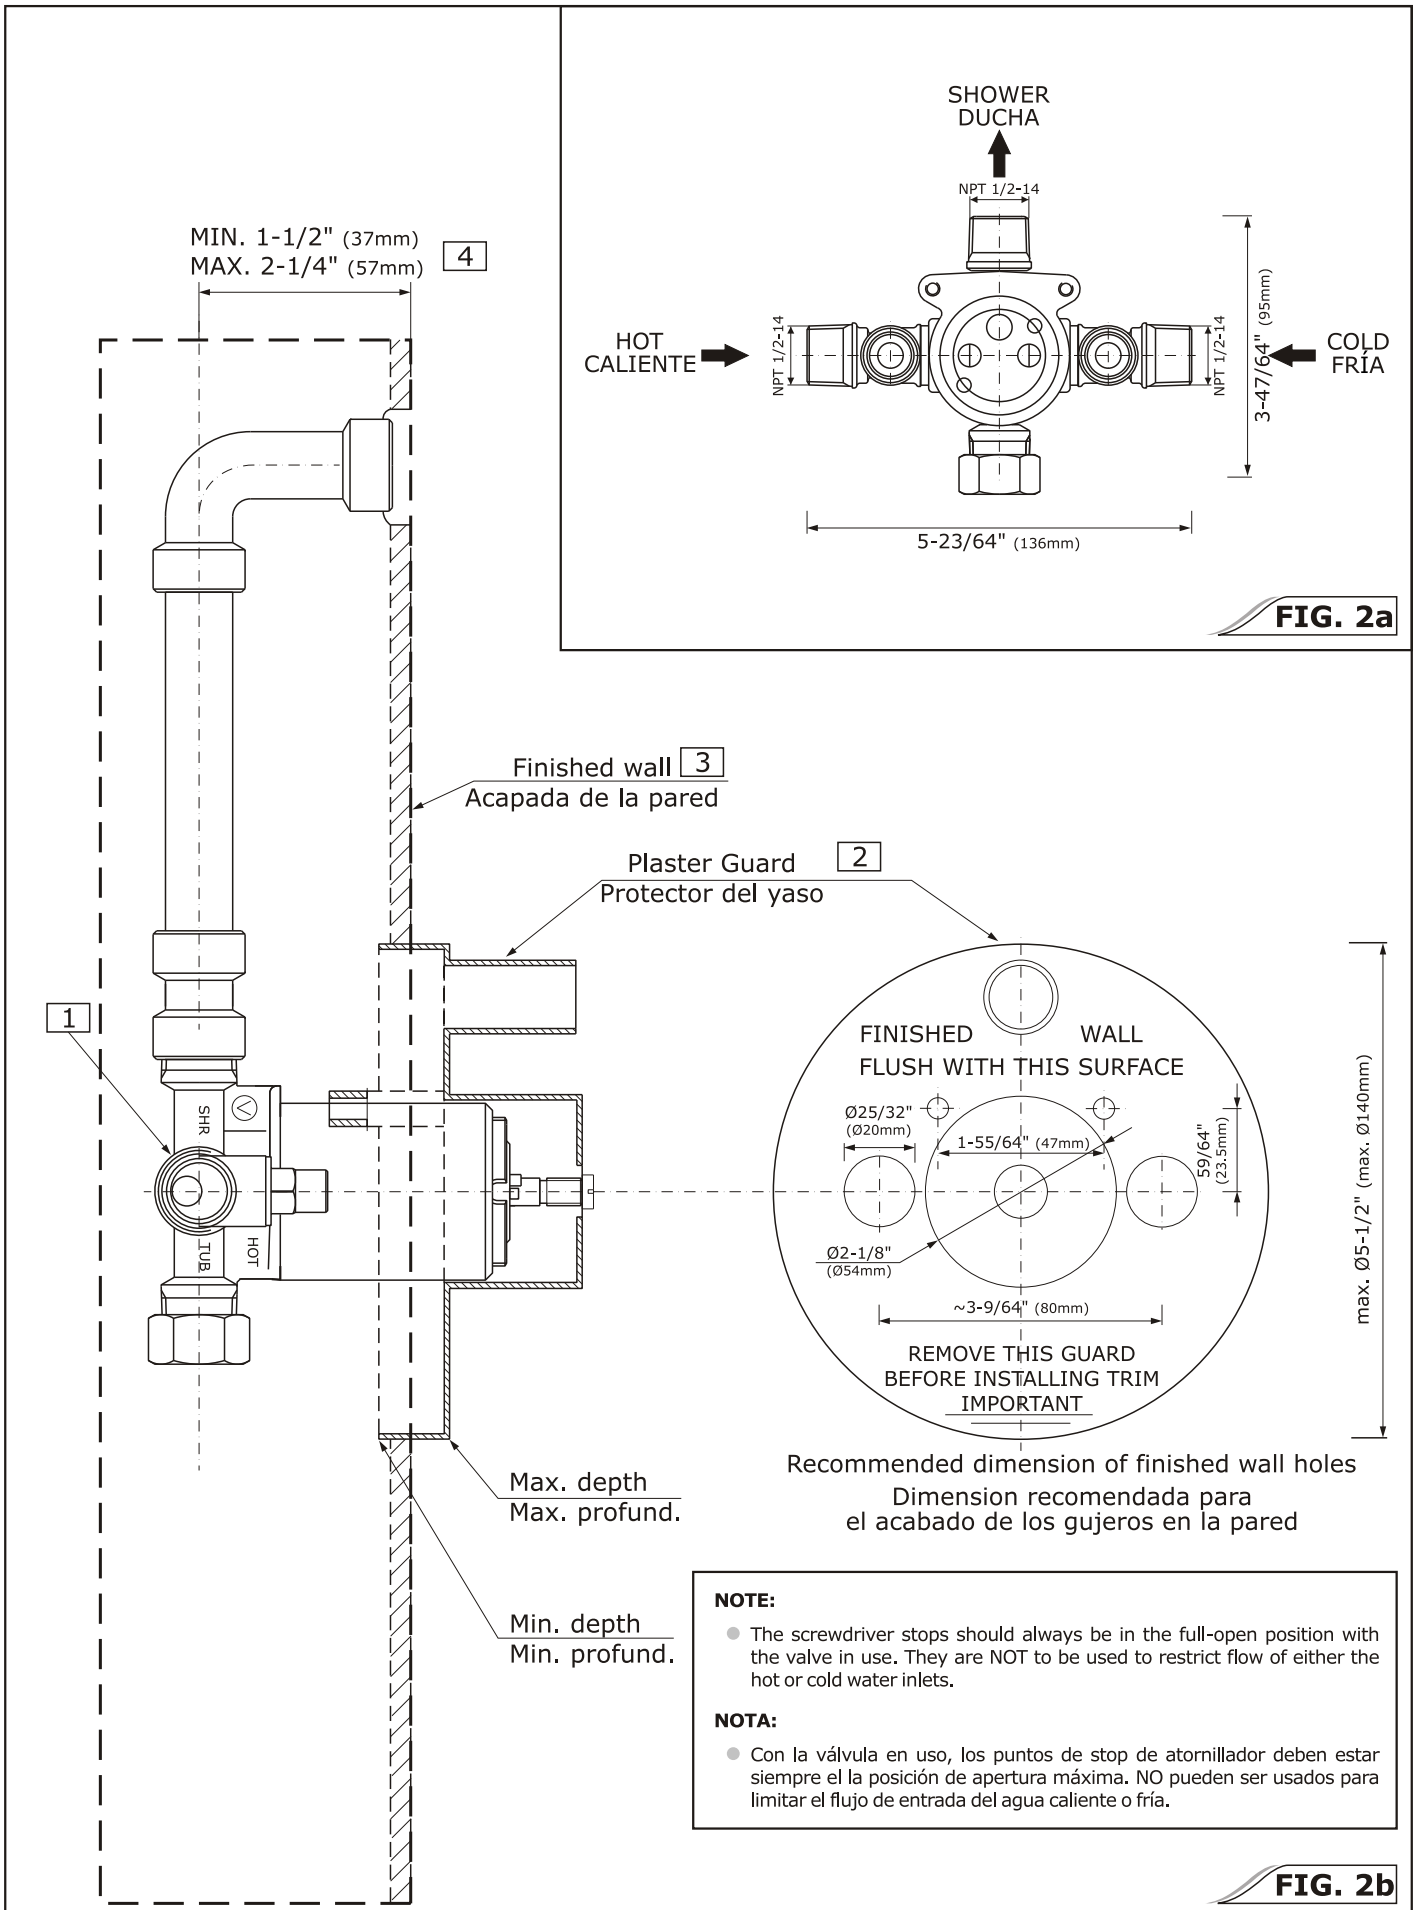 SHOWER
DUCHA
NPT 1/2-14
HOT
CALIENTE
NPT 1/2-14
NPT 1/2-14
3-47/64" (95mm)
COLD
FRÍA
5-23/64" (136mm)
FIG. 2a
MIN. 1-1/2" (37mm)
MAX. 2-1/4" (57mm)
4
Finished wall 3
Acapada de la pared
Plaster Guard 2
Protector del yaso
1
SHR
V
TUB
HOT
FINISHED WALL
FLUSH WITH THIS SURFACE
Ø25/32"
(Ø20mm)
1-55/64" (47mm)
59/64"
(23.5mm)
Ø2-1/8"
(Ø54mm)
~3-9/64" (80mm)
REMOVE THIS GUARD
BEFORE INSTALLING TRIM
IMPORTANT
max. Ø5-1/2" (max. Ø140mm)
Recommended dimension of finished wall holes
Dimension recomendada para
el acabado de los gujeros en la pared
Max. depth
Max. profund.
Min. depth
Min. profund.
NOTE:
The screwdriver stops should always be in the full-open position with
the valve in use. They are NOT to be used to restrict flow of either the
hot or cold water inlets.
NOTA:
Con la válvula en uso, los puntos de stop de atornillador deben estar
siempre el la posición de apertura máxima. NO pueden ser usados para
limitar el flujo de entrada del agua caliente o fría.
FIG. 2b